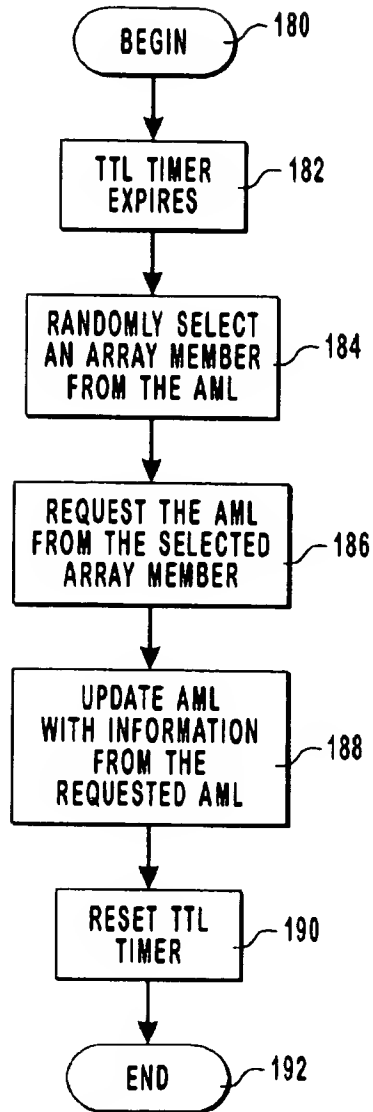 BEGIN
180
TTL TIMER
EXPIRES
182
RANDOMLY SELECT
AN ARRAY MEMBER
FROM THE AML
184
REQUEST THE AML
FROM THE SELECTED
ARRAY MEMBER
186
UPDATE AML
WITH INFORMATION
FROM THE
REQUESTED AML
188
RESET TTL
TIMER
190
END
192